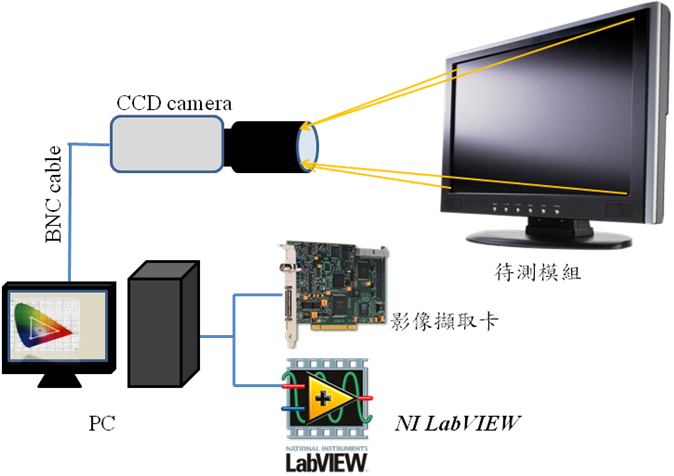 CCD camera
BNC cable
待測模組
影像擷取卡
PC
NI LabVIEW
NATIONAL INSTRUMENTS
LabVIEW